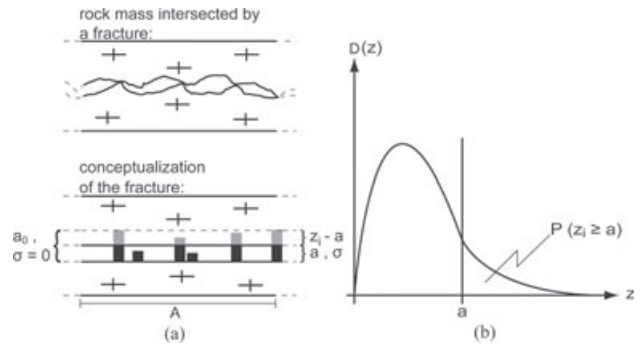 rock mass intersected by
a fracture:
conceptualization
of the fracture:
a₀ ,
σ = 0
zᵢ - a
a , σ
A
(a)
D(z)
P (zᵢ ≥ a)
a
z
(b)